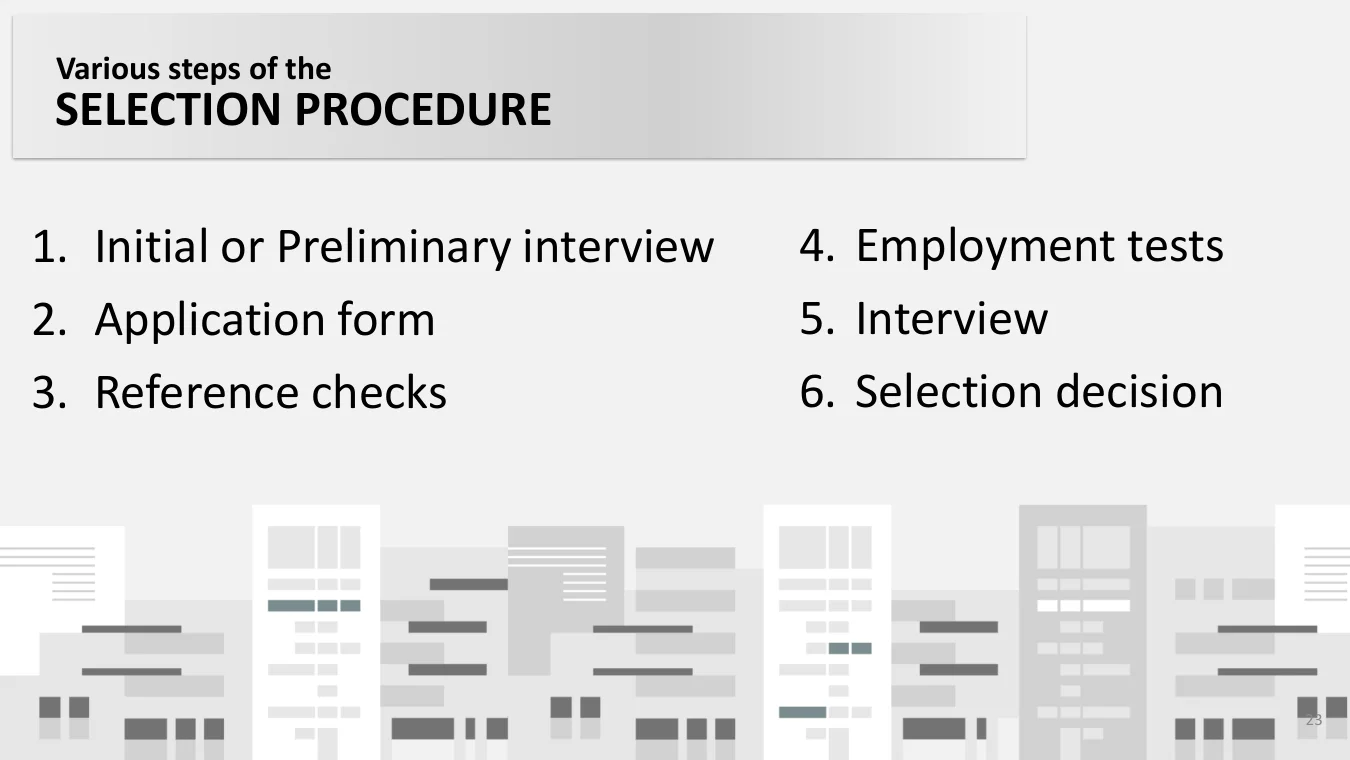 Various steps of the
SELECTION PROCEDURE
1. Initial or Preliminary interview
2. Application form
3. Reference checks
4. Employment tests
5. Interview
6. Selection decision
23